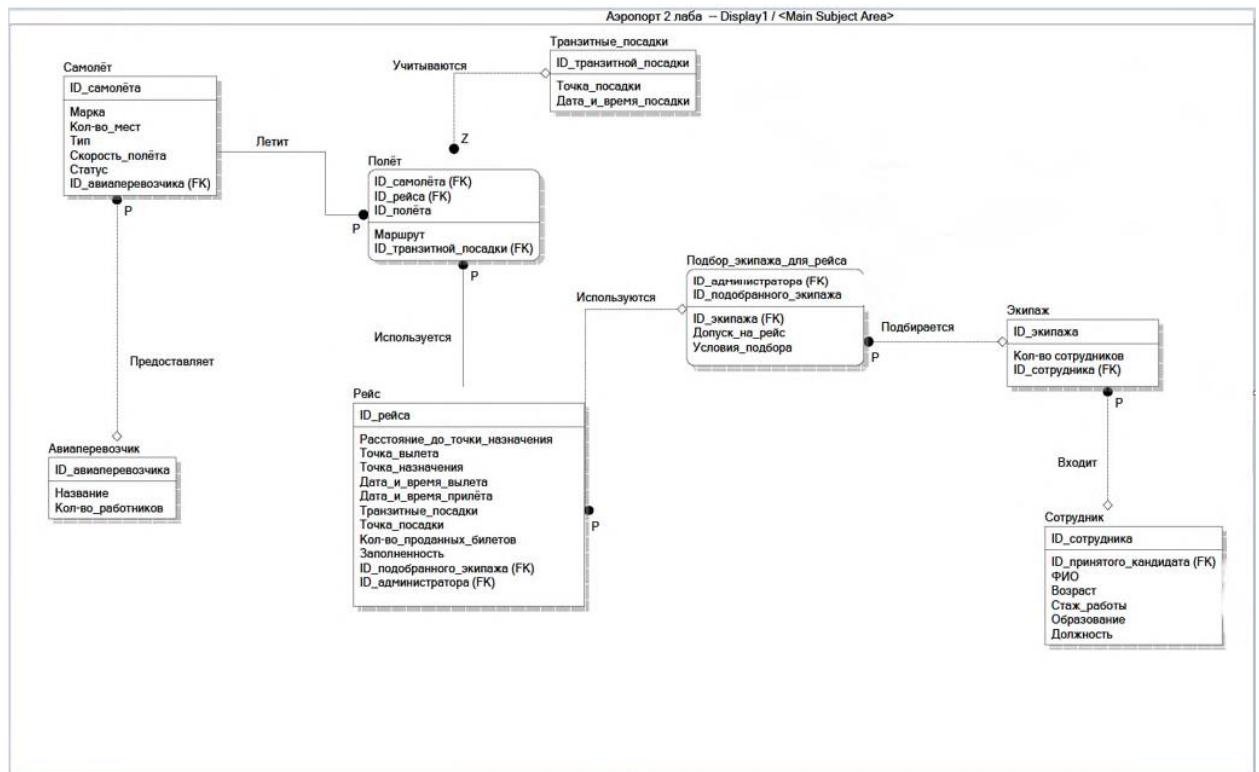 Аэропорт 2 лаба -- Display1 / <Main Subject Area>
Транзитные_посадки
ID_транзитной_посадки
Точка_посадки
Дата_и_время_посадки
Учитываются
Z
Самолёт
ID_самолёта
Марка
Кол-во_мест
Тип
Скорость_полёта
Статус
ID_авиаперевозчика (FK)
P
Летит
P
Полёт
ID_самолёта (FK)
ID_рейса (FK)
ID_полёта
Маршрут
ID_транзитной_посадки (FK)
P
Используется
Предоставляет
Авиаперевозчик
ID_авиаперевозчика
Название
Кол-во_работников
Рейс
ID_рейса
Расстояние_до_точки_назначения
Точка_вылета
Точка_назначения
Дата_и_время_вылета
Дата_и_время_прилёта
Транзитные_посадки
Точка_посадки
Кол-во_проданных_билетов
Заполненность
ID_подобранного_экипажа (FK)
ID_администратора (FK)
P
Используются
Подбор_экипажа_для_рейса
ID_администратора (FK)
ID_подобранного_экипажа
ID_экипажа (FK)
Допуск_на_рейс
Условия_подбора
P
Подбирается
Экипаж
ID_экипажа
Кол-во сотрудников
ID_сотрудника (FK)
P
Входит
Сотрудник
ID_сотрудника
ID_принятого_кандидата (FK)
ФИО
Возраст
Стаж_работы
Образование
Должность